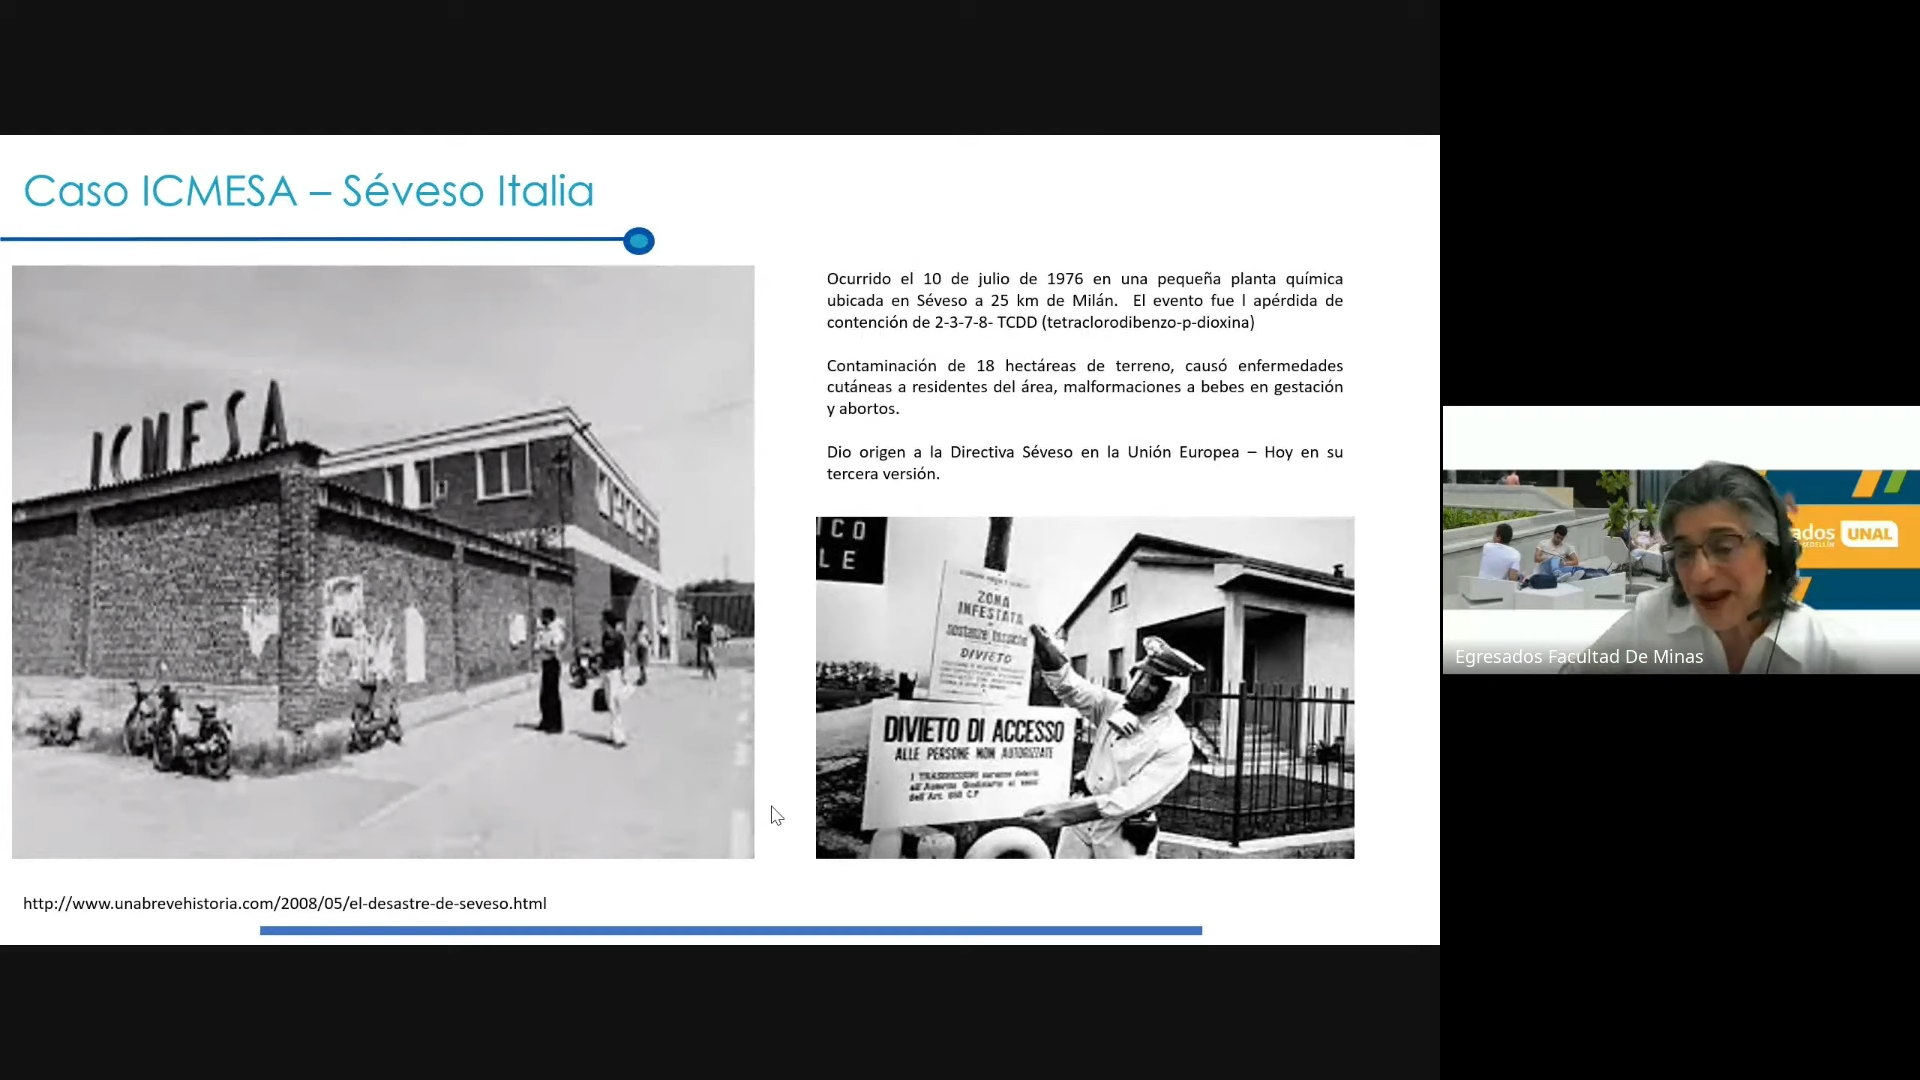 Caso ICMESA – Séveso Italia
Ocurrido el 10 de julio de 1976 en una pequeña planta química
ubicada en Séveso a 25 km de Milán. El evento fue l apérdida de
contención de 2-3-7-8- TCDD (tetraclorodibenzo-p-dioxina)
Contaminación de 18 hectáreas de terreno, causó enfermedades
cutáneas a residentes del área, malformaciones a bebes en gestación
y abortos.
Dio origen a la Directiva Séveso en la Unión Europea – Hoy en su
tercera versión.
ICMESA
ICO
LE
ZONA
INFESTATA
DIVIETO
DIVIETO DI ACCESSO
ALLE PERSONE NON AUTORIZZATE
http://www.unabrevehistoria.com/2008/05/el-desastre-de-seveso.html
ados UNAL
Egresados Facultad De Minas